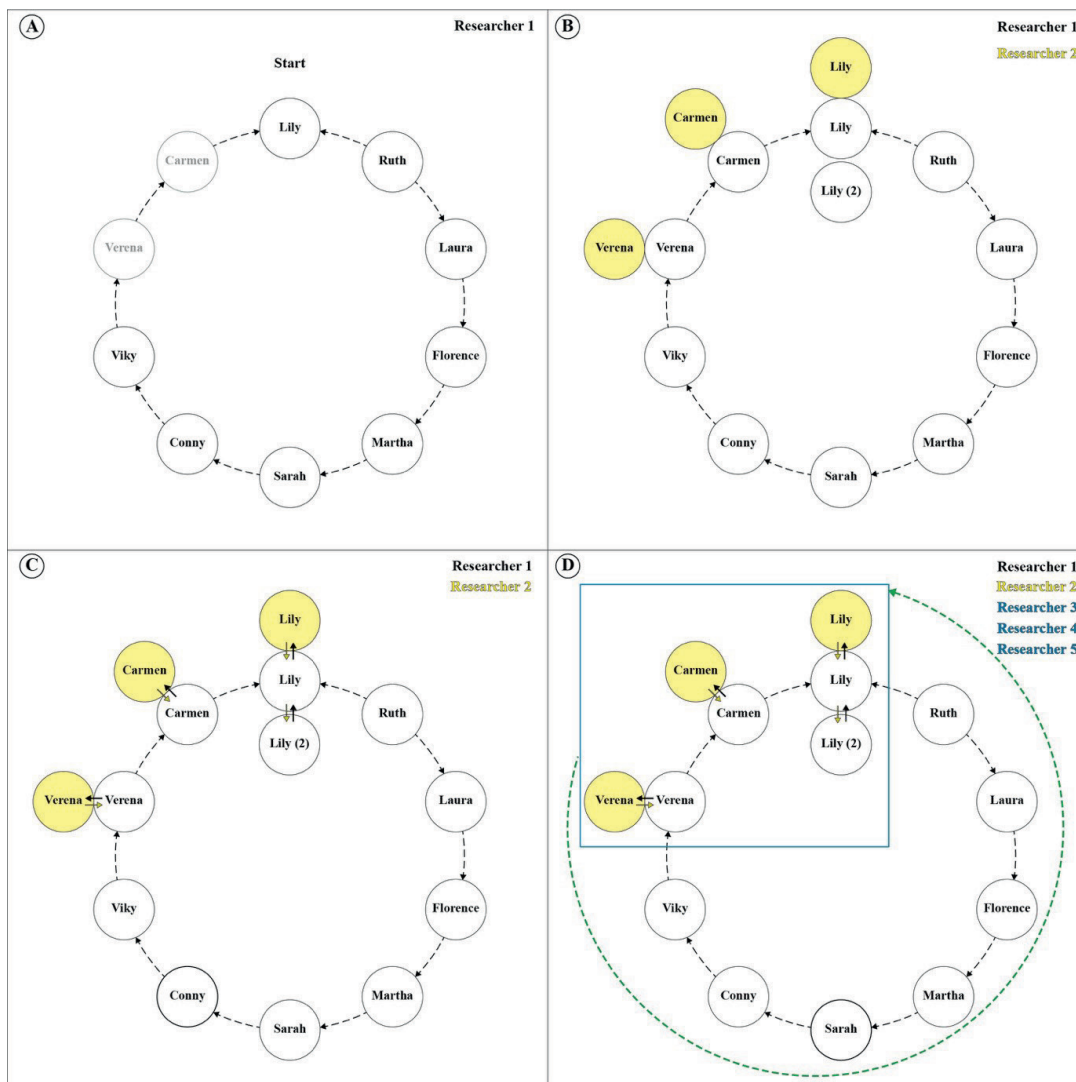 A
Researcher 1
Start
Lily
Carmen
Ruth
Verena
Laura
Viky
Florence
Conny
Martha
Sarah
B
Researcher 1
Researcher 2
Lily
Carmen
Lily
Carmen
Ruth
Lily (2)
Verena
Verena
Laura
Viky
Florence
Conny
Martha
Sarah
C
Researcher 1
Researcher 2
Lily
Carmen
Lily
Carmen
Ruth
Lily (2)
Verena
Verena
Laura
Viky
Florence
Conny
Martha
Sarah
D
Researcher 1
Researcher 2
Researcher 3
Researcher 4
Researcher 5
Lily
Carmen
Lily
Carmen
Ruth
Lily (2)
Verena
Verena
Laura
Viky
Florence
Conny
Martha
Sarah